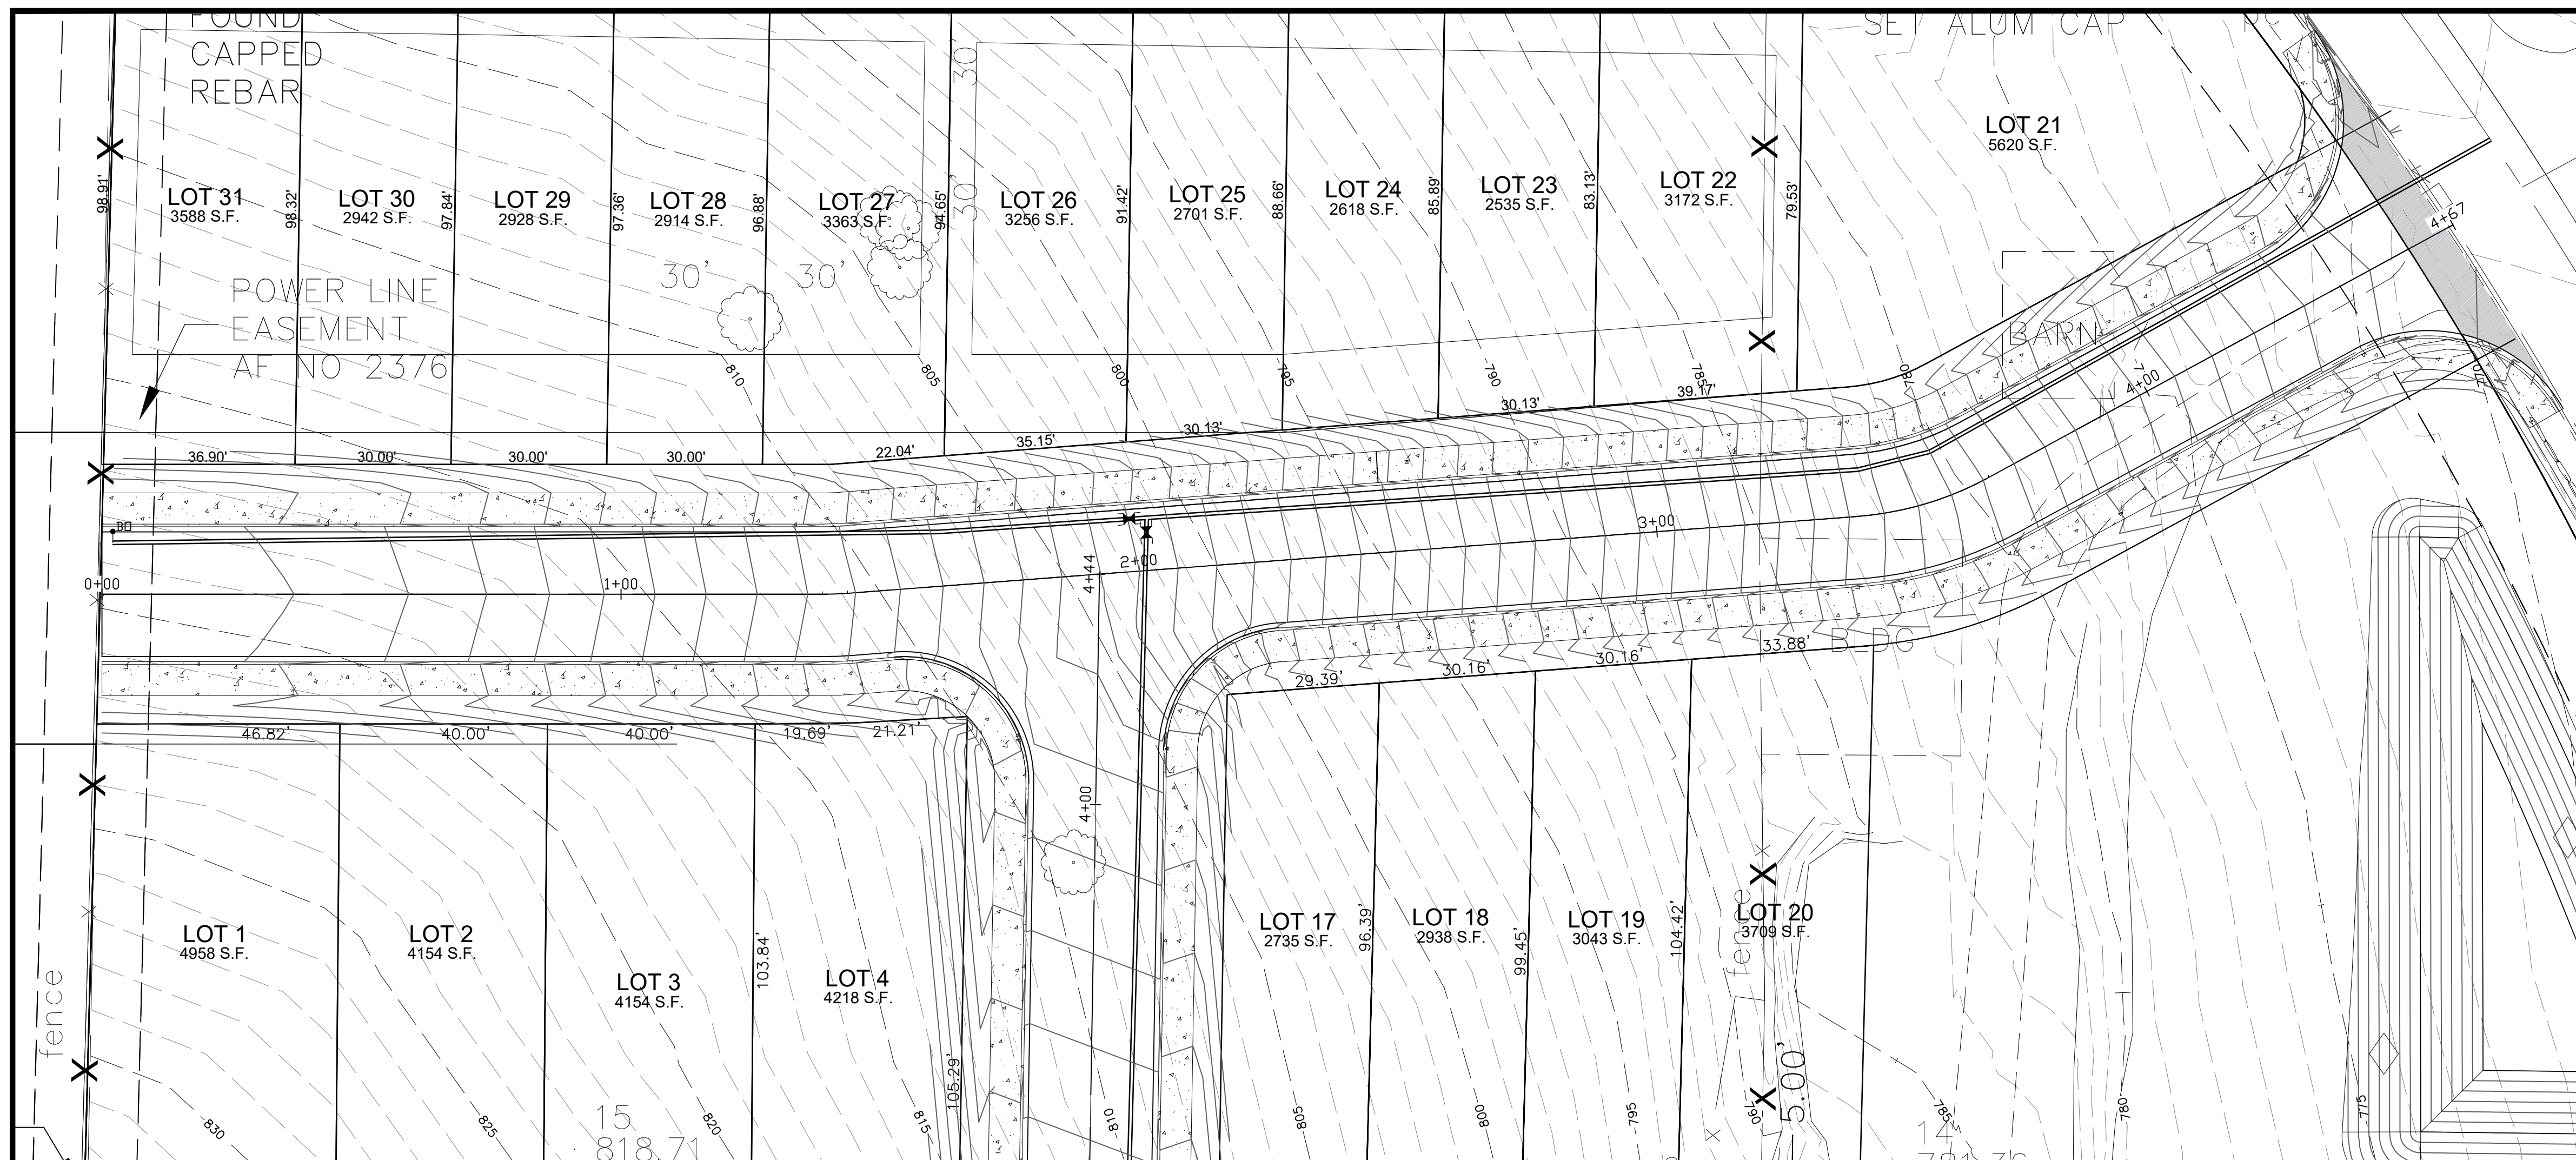 FOUND
CAPPED
REBAR
SET ALUM CAP
30'
30'
LOT 31
3588 S.F.
LOT 30
2942 S.F.
LOT 29
2928 S.F.
LOT 28
2914 S.F.
LOT 27
3363 S.F.
LOT 26
3256 S.F.
LOT 25
2701 S.F.
LOT 24
2618 S.F.
LOT 23
2535 S.F.
LOT 22
3172 S.F.
LOT 21
5620 S.F.
98.91'
98.32'
97.84'
97.36'
96.88'
94.65'
91.42'
88.66'
85.89'
83.13'
79.53'
30'
30'
POWER LINE
EASEMENT
AF NO 2376
810
805
800
795
790
785
780
770
BARN
4+67
4+00
36.90'
30.00'
30.00'
30.00'
22.04'
35.15'
30.13'
30.13'
39.17'
BO
0+00
1+00
2+00
3+00
4+44
4+00
BLDG
46.82'
40.00'
40.00'
19.69'
21.21'
29.39'
30.16'
30.16'
33.88'
LOT 1
4958 S.F.
LOT 2
4154 S.F.
LOT 3
4154 S.F.
LOT 4
4218 S.F.
LOT 17
2735 S.F.
LOT 18
2938 S.F.
LOT 19
3043 S.F.
LOT 20
3709 S.F.
103.84'
105.29'
96.39'
99.45'
104.42'
fence
fence
5.00'
830
825
820
815
810
805
800
795
790
785
780
775
15
818.71
14
781.76